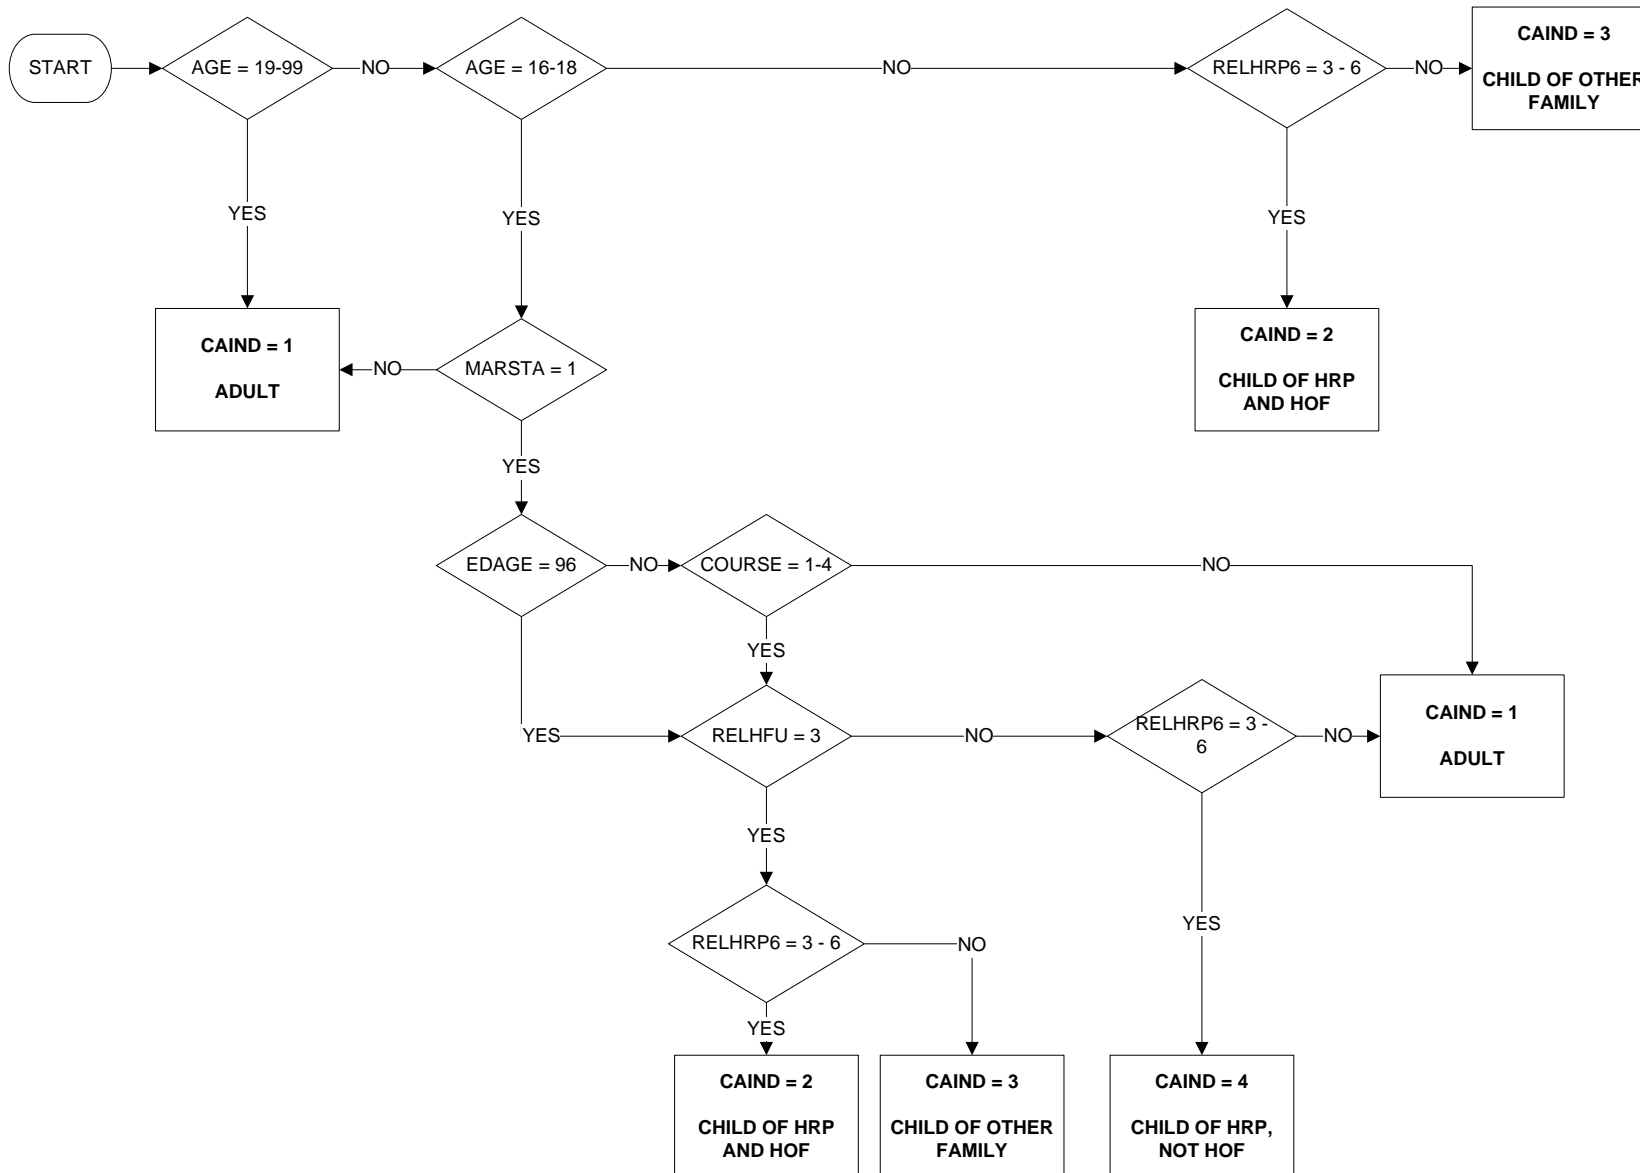 START
AGE = 19-99
NO
AGE = 16-18
NO
RELHRP6 = 3 - 6
NO
CAIND = 3
CHILD OF OTHER
FAMILY
YES
YES
YES
CAIND = 1
ADULT
NO
MARSTA = 1
CAIND = 2
CHILD OF HRP
AND HOF
YES
EDAGE = 96
NO
COURSE = 1-4
NO
YES
YES
RELHFU = 3
NO
RELHRP6 = 3 -
6
NO
CAIND = 1
ADULT
YES
YES
RELHRP6 = 3 - 6
NO
YES
CAIND = 2
CHILD OF HRP
AND HOF
CAIND = 3
CHILD OF OTHER
FAMILY
CAIND = 4
CHILD OF HRP,
NOT HOF